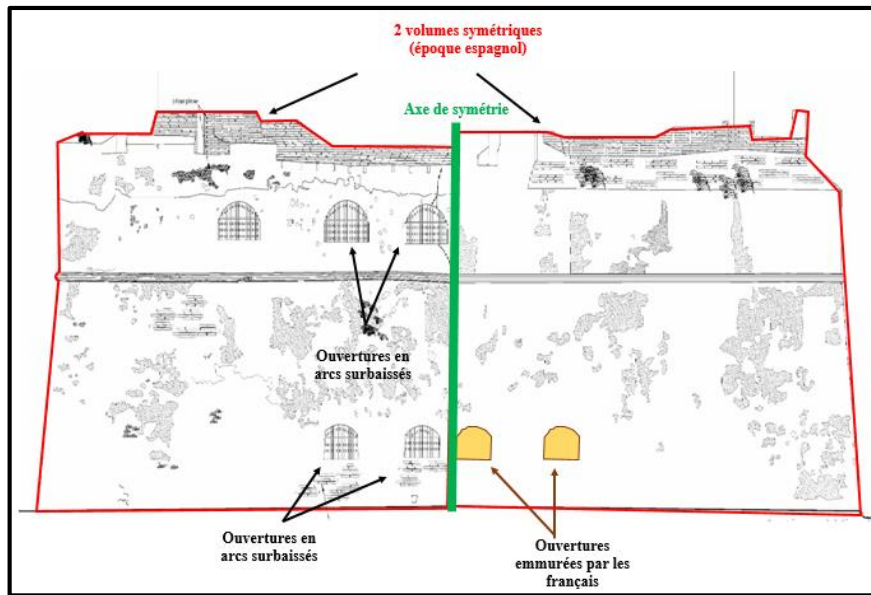 2 volumes symétriques
(époque espagnol)
Axe de symétrie
Ouvertures en
arcs surbaissés
Ouvertures en
arcs surbaissés
Ouvertures
emmurées par les
français